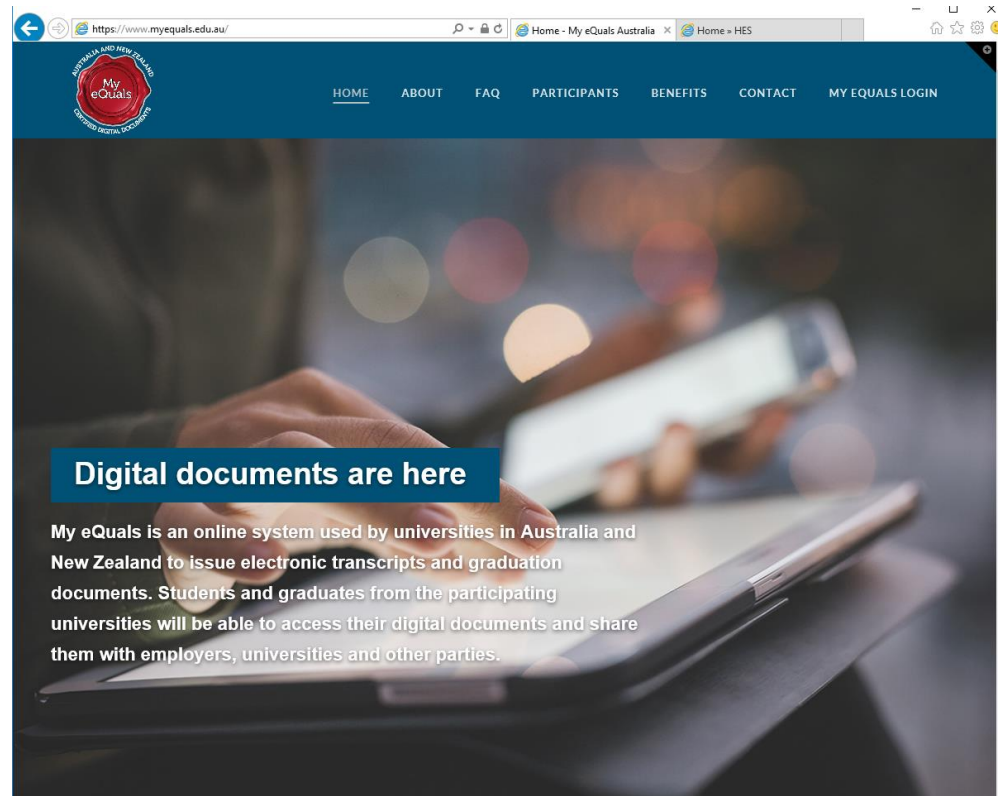 https://www.myequals.edu.au/
Home - My eQuals Australia
Home » HES
AUSTRALIA AND NEW ZEALAND
My
eQuals
CERTIFIED DIGITAL DOCUMENTS
HOME ABOUT FAQ PARTICIPANTS BENEFITS CONTACT MY EQUALS LOGIN
Digital documents are here
My eQuals is an online system used by universities in Australia and
New Zealand to issue electronic transcripts and graduation
documents. Students and graduates from the participating
universities will be able to access their digital documents and share
them with employers, universities and other parties.